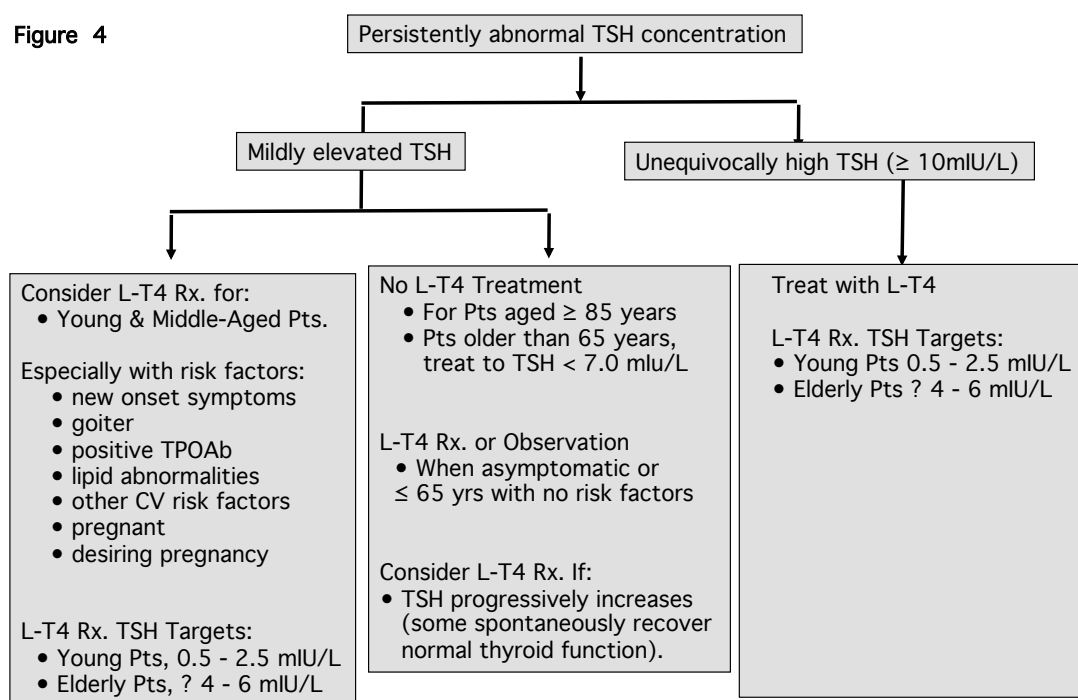 Figure 4
Persistently abnormal TSH concentration
Mildly elevated TSH
Unequivocally high TSH (≥ 10mIU/L)
Consider L-T4 Rx. for:
• Young & Middle-Aged Pts.
Especially with risk factors:
• new onset symptoms
• goiter
• positive TPOAb
• lipid abnormalities
• other CV risk factors
• pregnant
• desiring pregnancy
L-T4 Rx. TSH Targets:
• Young Pts, 0.5 - 2.5 mIU/L
• Elderly Pts, ? 4 - 6 mIU/L
No L-T4 Treatment
• For Pts aged ≥ 85 years
• Pts older than 65 years,
treat to TSH < 7.0 mIu/L
L-T4 Rx. or Observation
• When asymptomatic or
≤ 65 yrs with no risk factors
Consider L-T4 Rx. If:
• TSH progressively increases
(some spontaneously recover
normal thyroid function).
Treat with L-T4
L-T4 Rx. TSH Targets:
• Young Pts 0.5 - 2.5 mIU/L
• Elderly Pts ? 4 - 6 mIU/L